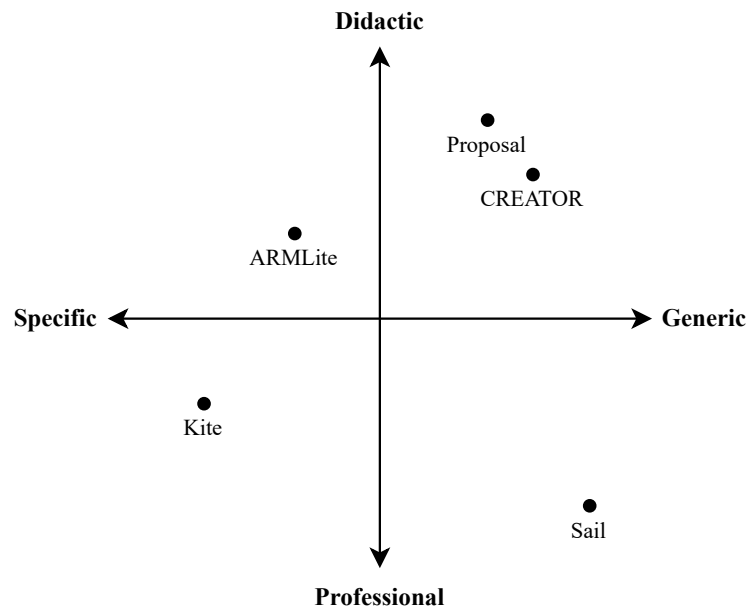 Didactic
Proposal
CREATOR
ARMLite
Specific
Generic
Kite
Sail
Professional